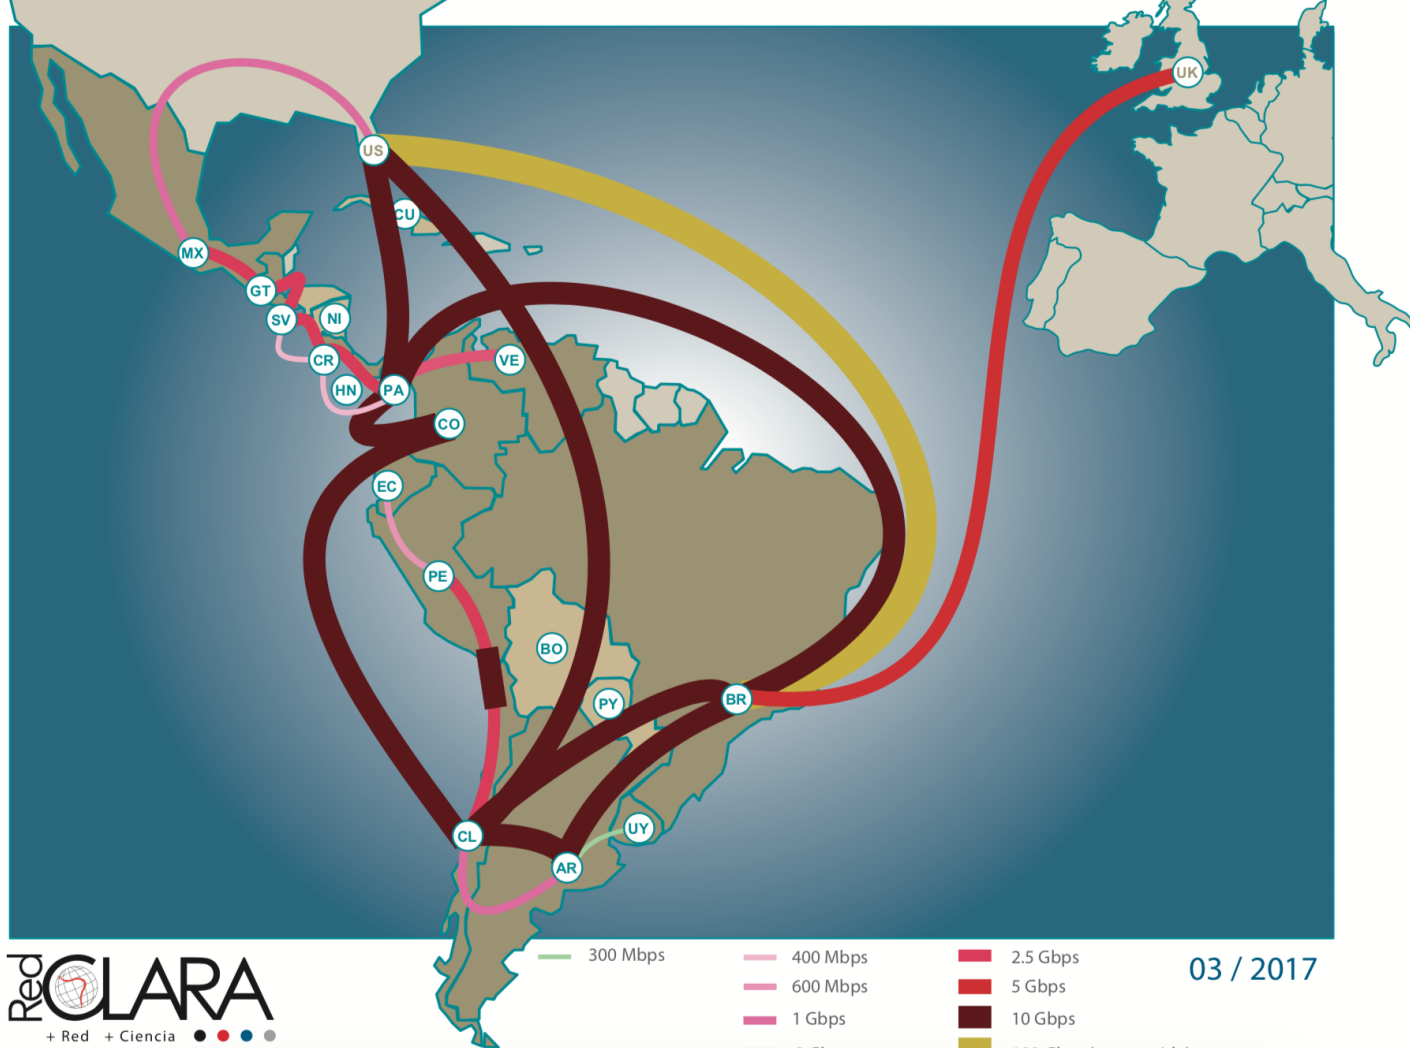 UK
US
CU
MX
GT
SV
NI
CR
VE
HN
PA
CO
EC
PE
BO
PY
BR
UY
CL
AR
RedCLARA
+ Red + Ciencia
300 Mbps
400 Mbps
600 Mbps
1 Gbps
2.5 Gbps
5 Gbps
10 Gbps
03 / 2017